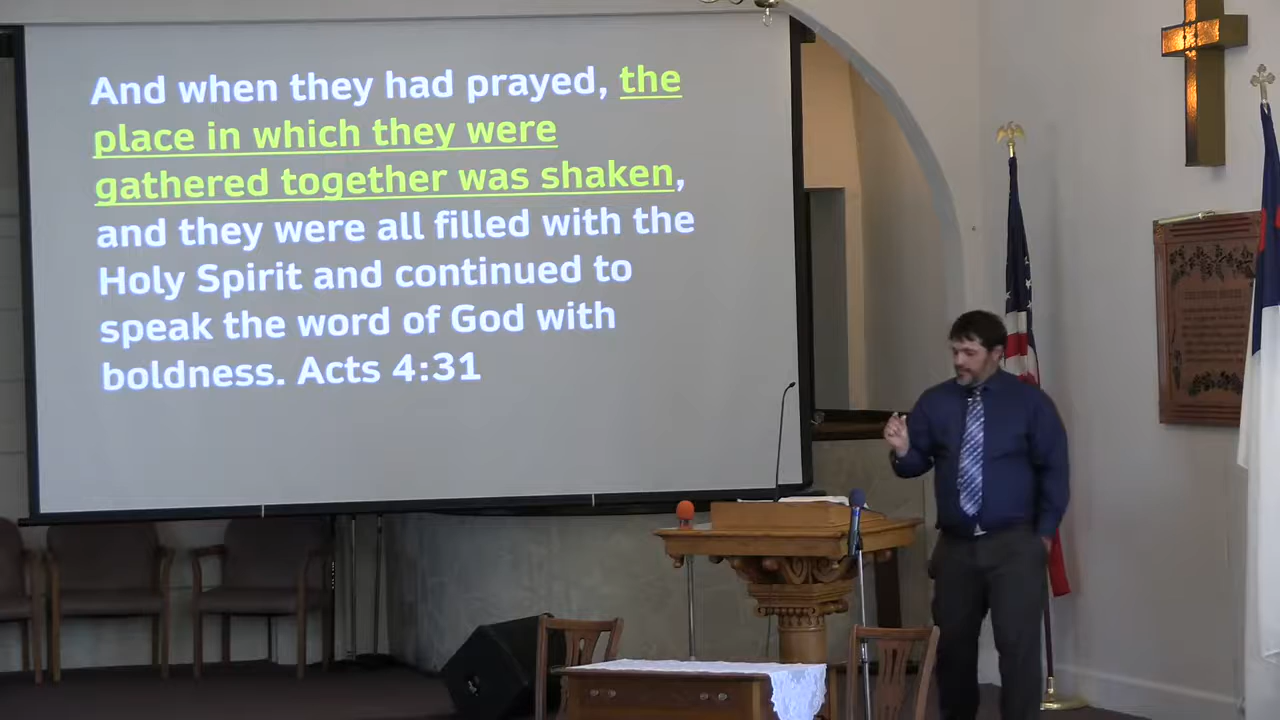 And when they had prayed, the
place in which they were
gathered together was shaken,
and they were all filled with the
Holy Spirit and continued to
speak the word of God with
boldness. Acts 4:31